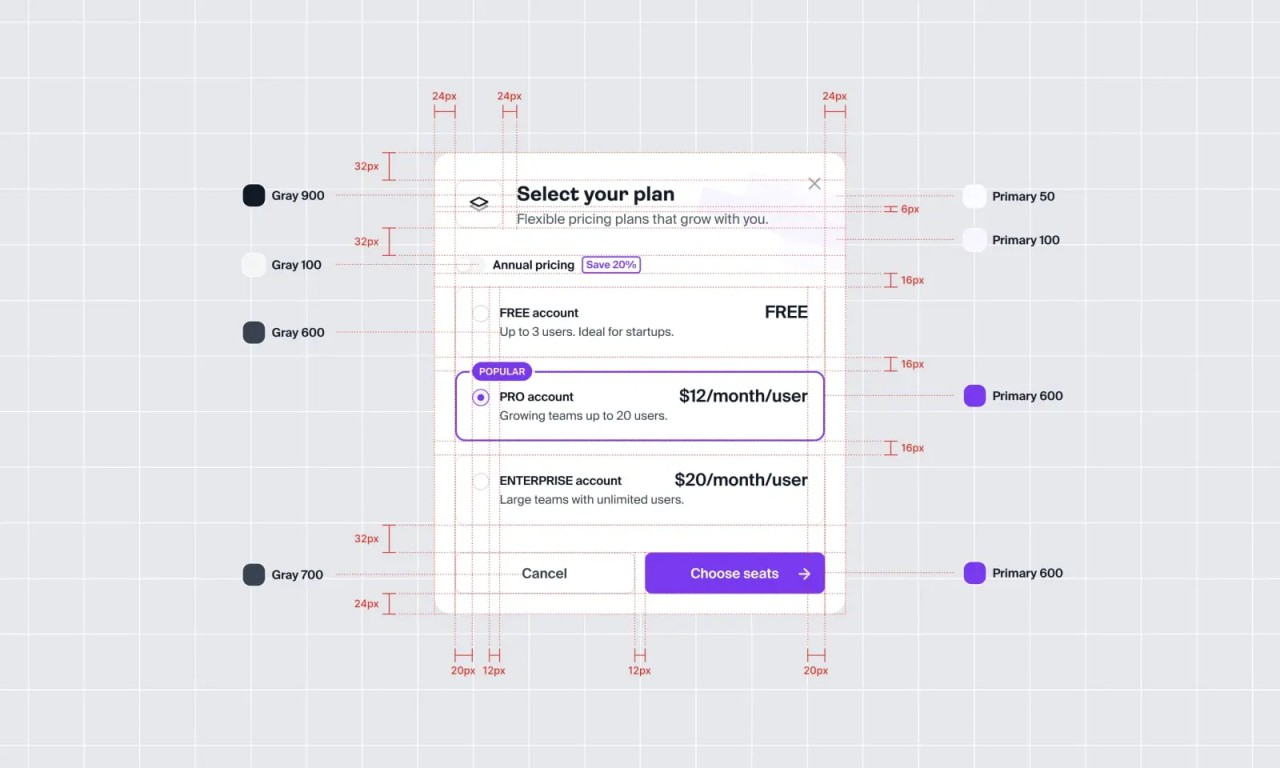 24px 24px 24px
32px
Gray 900
Select your plan
Primary 50
6px
Flexible pricing plans that grow with you.
32px
Primary 100
Gray 100
Annual pricing Save 20%
16px
FREE account FREE
Gray 600
Up to 3 users. Ideal for startups.
16px
POPULAR
PRO account $12/month/user
Primary 600
Growing teams up to 20 users.
16px
ENTERPRISE account $20/month/user
Large teams with unlimited users.
32px
Gray 700
Cancel Choose seats
Primary 600
24px
20px 12px 12px 20px